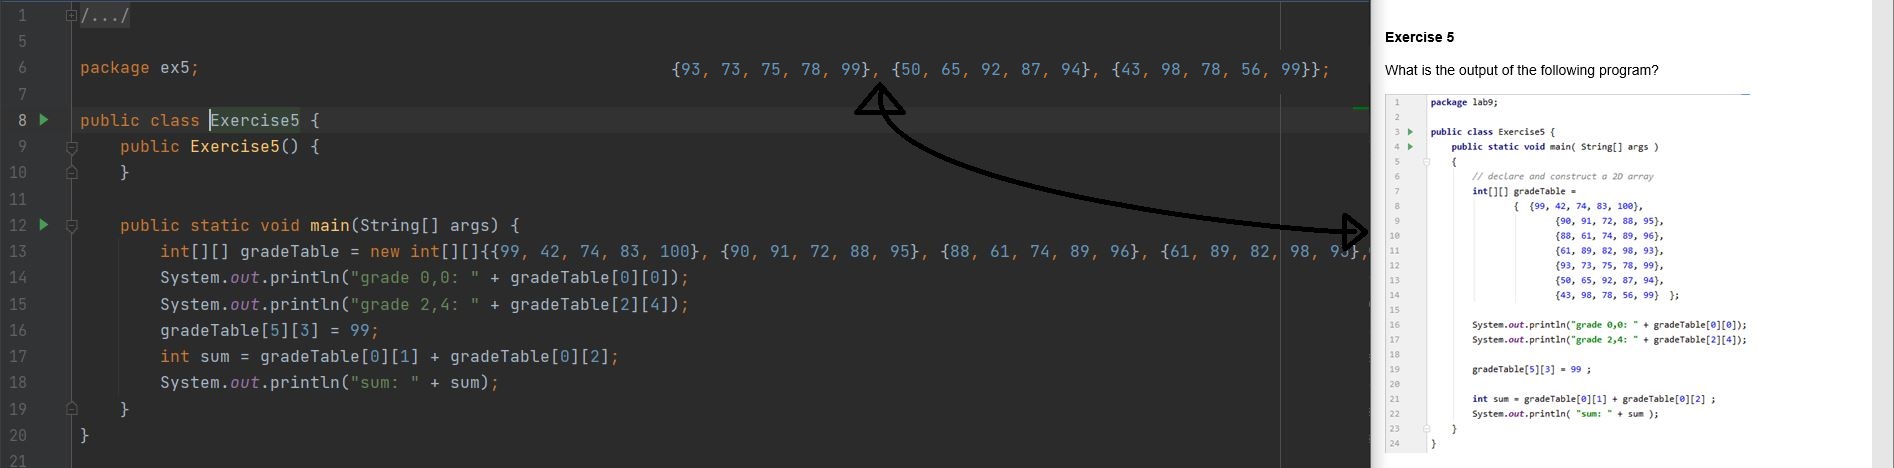 1 /.../
5
6 package ex5;
{93, 73, 75, 78, 99}, {50, 65, 92, 87, 94}, {43, 98, 78, 56, 99}};
7
8 public class Exercise5 {
9 public Exercise5() {
10 }
11
12 public static void main(String[] args) {
13 int[][] gradeTable = new int[][]{{99, 42, 74, 83, 100}, {90, 91, 72, 88, 95}, {88, 61, 74, 89, 96}, {61, 89, 82, 98, 93},
14 System.out.println("grade 0,0: " + gradeTable[0][0]);
15 System.out.println("grade 2,4: " + gradeTable[2][4]);
16 gradeTable[5][3] = 99;
17 int sum = gradeTable[0][1] + gradeTable[0][2];
18 System.out.println("sum: " + sum);
19 }
20 }
21
Exercise 5
What is the output of the following program?
1 package lab9;
2
3 public class Exercise5 {
4 public static void main( String[] args )
5 {
6 // declare and construct a 2D array
7 int[][] gradeTable =
8 { {99, 42, 74, 83, 100},
9 {90, 91, 72, 88, 95},
10 {88, 61, 74, 89, 96},
11 {61, 89, 82, 98, 93},
12 {93, 73, 75, 78, 99},
13 {50, 65, 92, 87, 94},
14 {43, 98, 78, 56, 99} };
15
16 System.out.println("grade 0,0: " + gradeTable[0][0]);
17 System.out.println("grade 2,4: " + gradeTable[2][4]);
18
19 gradeTable[5][3] = 99 ;
20
21 int sum = gradeTable[0][1] + gradeTable[0][2] ;
22 System.out.println( "sum: " + sum );
23 }
24 }